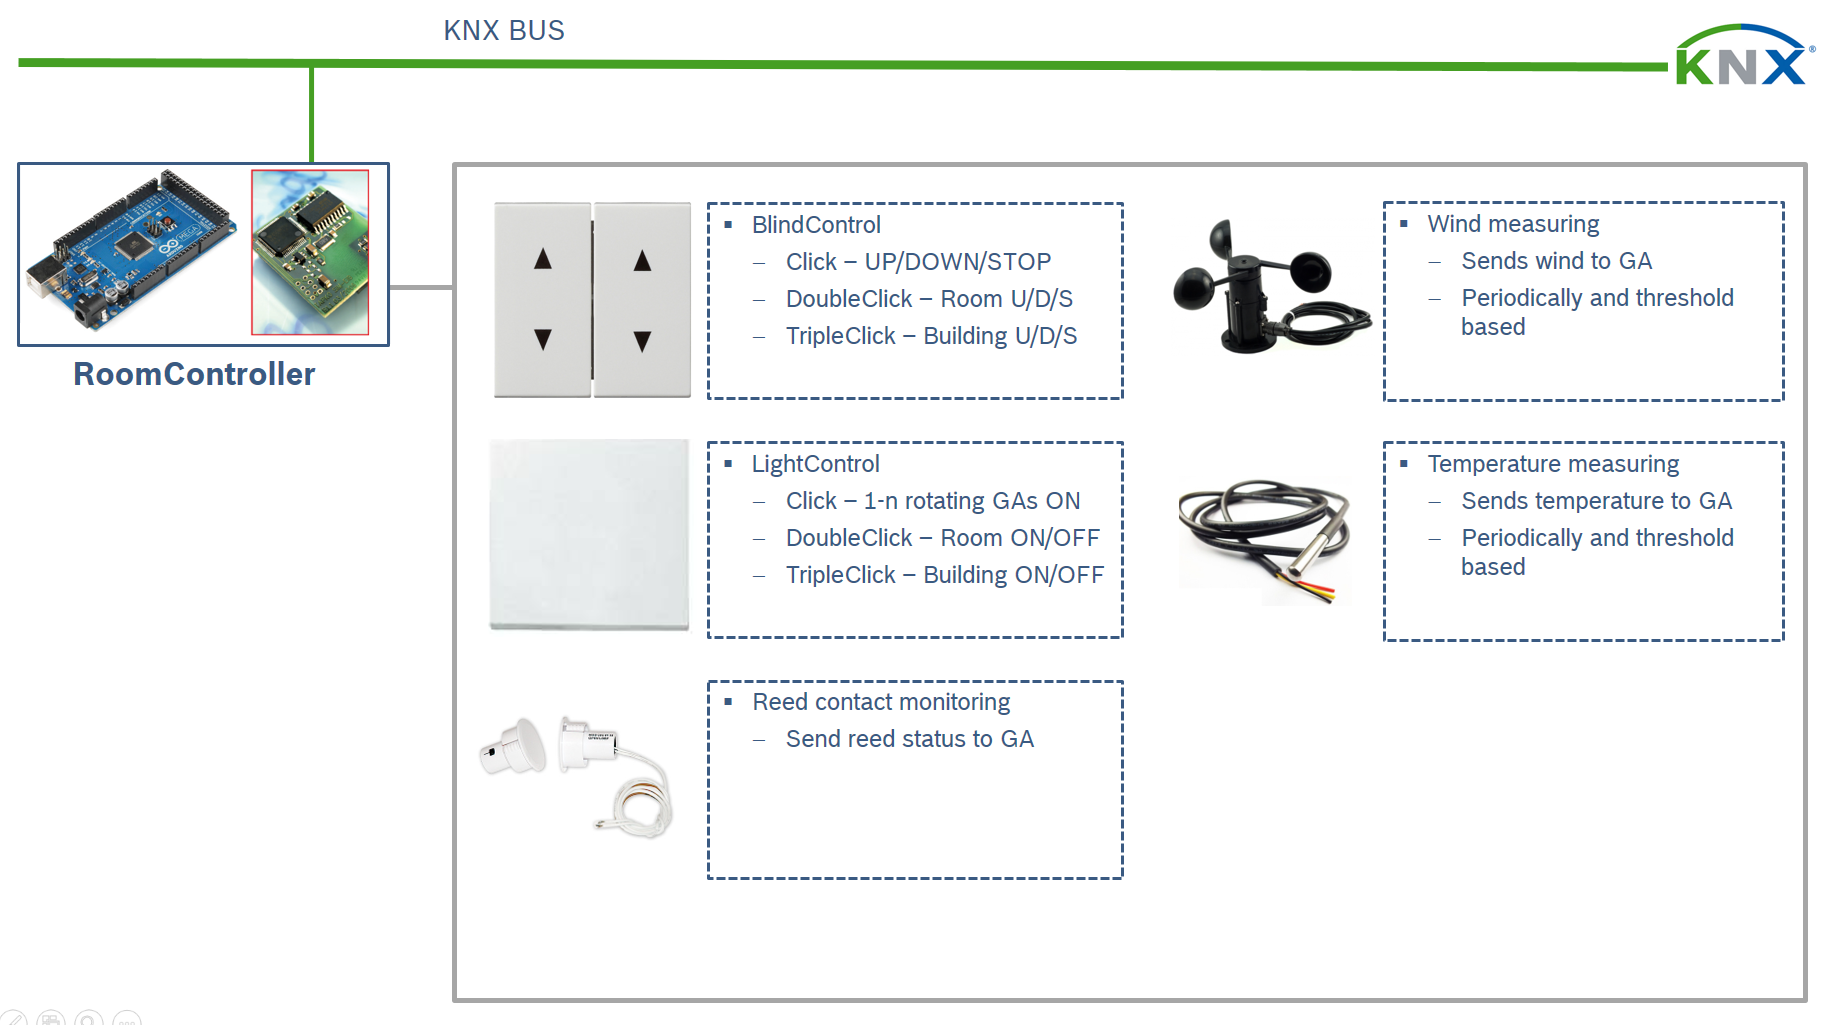 KNX BUS
KNX®
RoomController
▪ BlindControl
– Click – UP/DOWN/STOP
– DoubleClick – Room U/D/S
– TripleClick – Building U/D/S
▪ Wind measuring
– Sends wind to GA
– Periodically and threshold
based
▪ LightControl
– Click – 1-n rotating GAs ON
– DoubleClick – Room ON/OFF
– TripleClick – Building ON/OFF
▪ Temperature measuring
– Sends temperature to GA
– Periodically and threshold
based
▪ Reed contact monitoring
– Send reed status to GA